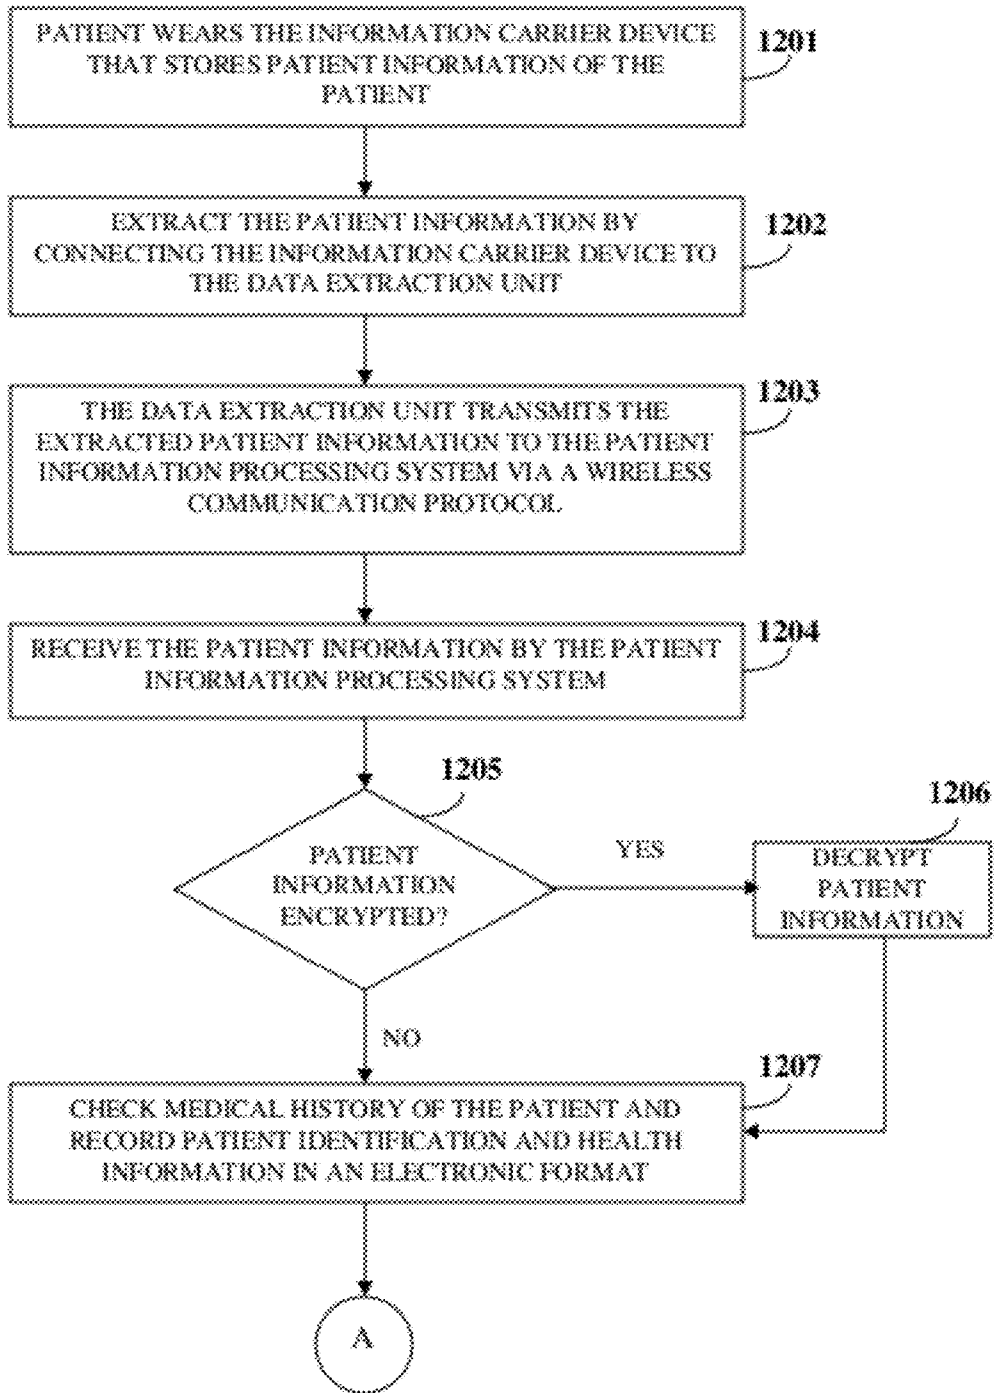 PATIENT WEARS THE INFORMATION CARRIER DEVICE
THAT STORES PATIENT INFORMATION OF THE
PATIENT
1201
EXTRACT THE PATIENT INFORMATION BY
CONNECTING THE INFORMATION CARRIER DEVICE TO
THE DATA EXTRACTION UNIT
1202
THE DATA EXTRACTION UNIT TRANSMITS THE
EXTRACTED PATIENT INFORMATION TO THE PATIENT
INFORMATION PROCESSING SYSTEM VIA A WIRELESS
COMMUNICATION PROTOCOL
1203
RECEIVE THE PATIENT INFORMATION BY THE PATIENT
INFORMATION PROCESSING SYSTEM
1204
1205
PATIENT
INFORMATION
ENCRYPTED?
YES
1206
DECRYPT
PATIENT
INFORMATION
NO
1207
CHECK MEDICAL HISTORY OF THE PATIENT AND
RECORD PATIENT IDENTIFICATION AND HEALTH
INFORMATION IN AN ELECTRONIC FORMAT
A